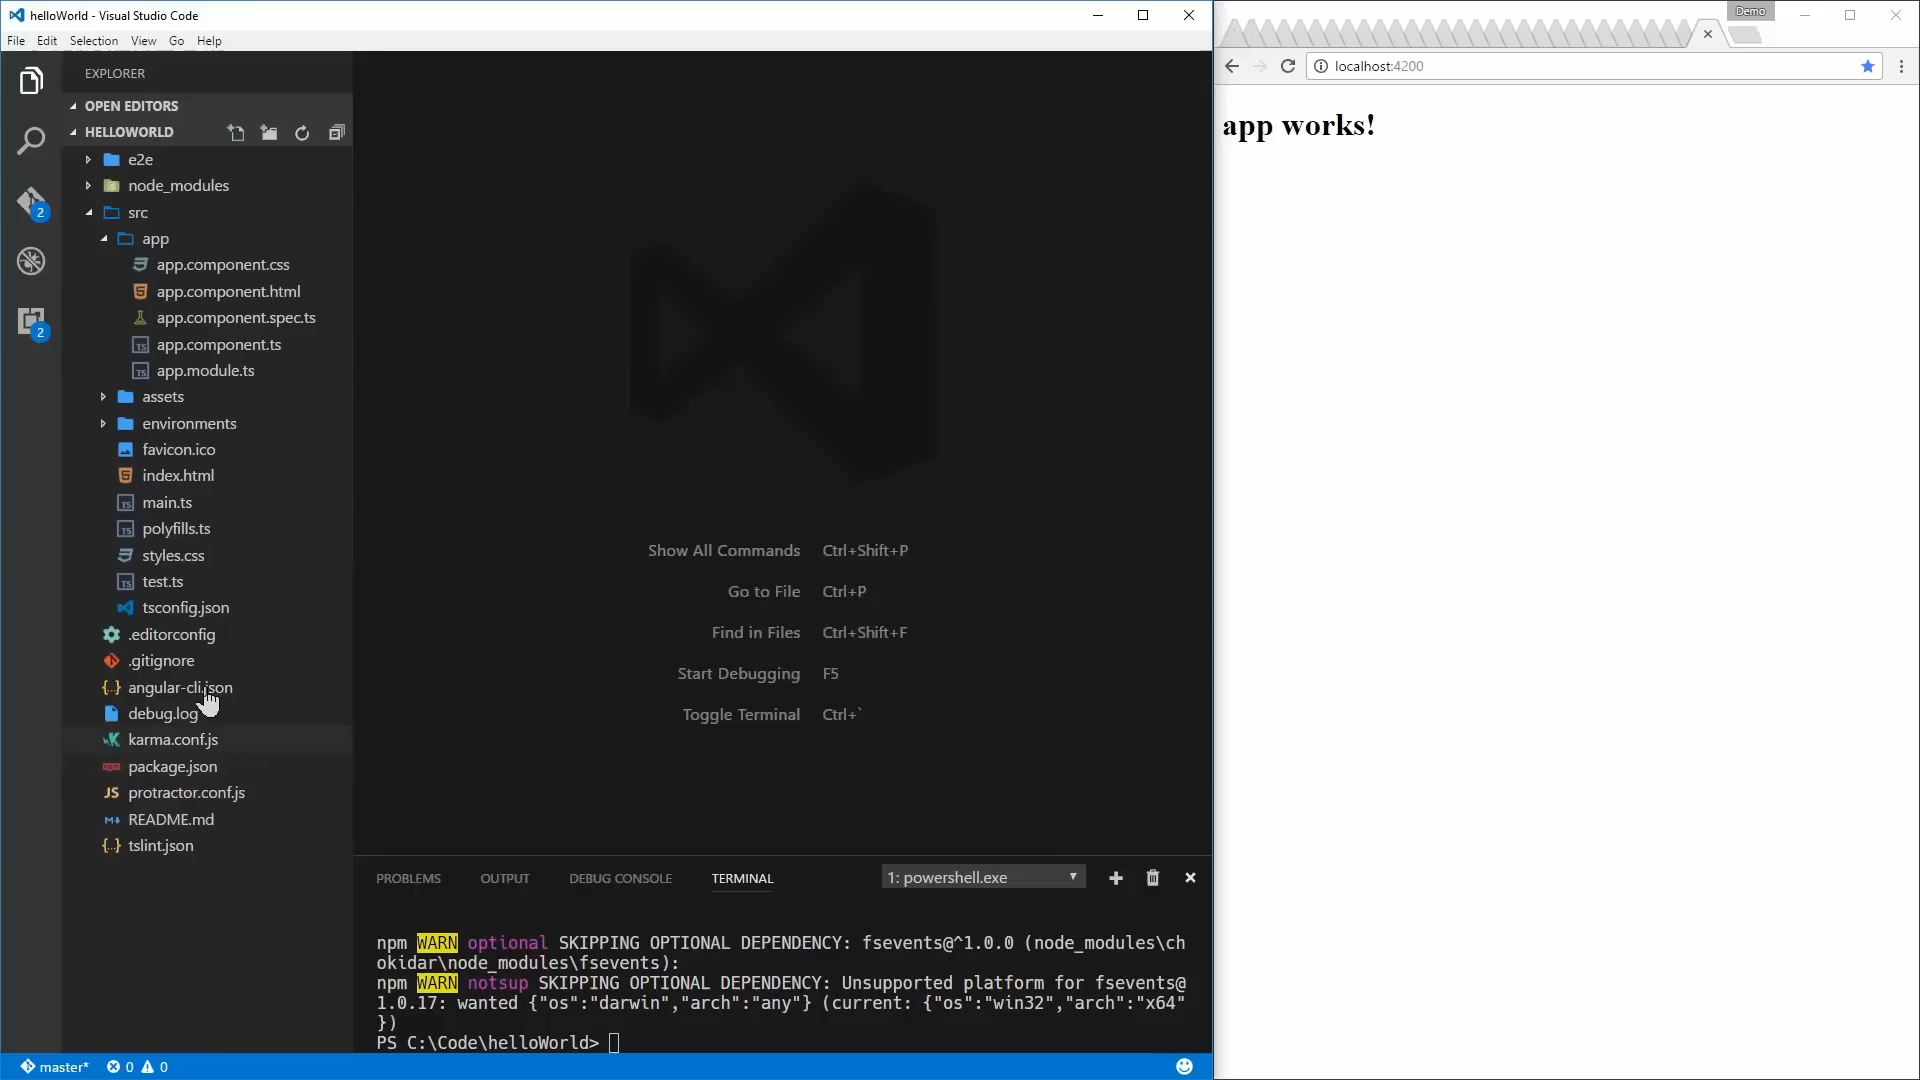 helloWorld - Visual Studio Code
File Edit Selection View Go Help
EXPLORER
OPEN EDITORS
HELLOWORLD
e2e
node_modules
src
app
app.component.css
app.component.html
app.component.spec.ts
app.component.ts
app.module.ts
assets
environments
favicon.ico
index.html
main.ts
polyfills.ts
styles.css
test.ts
tsconfig.json
.editorconfig
.gitignore
angular-cli.json
debug.log
karma.conf.js
package.json
protractor.conf.js
README.md
tslint.json
2
2
Show All Commands Ctrl+Shift+P
Go to File Ctrl+P
Find in Files Ctrl+Shift+F
Start Debugging F5
Toggle Terminal Ctrl+`
PROBLEMS OUTPUT DEBUG CONSOLE TERMINAL 1: powershell.exe
npm WARN optional SKIPPING OPTIONAL DEPENDENCY: fsevents@^1.0.0 (node_modules\ch
okidar\node_modules\fsevents):
npm WARN notsup SKIPPING OPTIONAL DEPENDENCY: Unsupported platform for fsevents@
1.0.17: wanted {"os":"darwin","arch":"any"} (current: {"os":"win32","arch":"x64"
})
PS C:\Code\helloWorld>
master* 0 0
Demo
localhost:4200
app works!